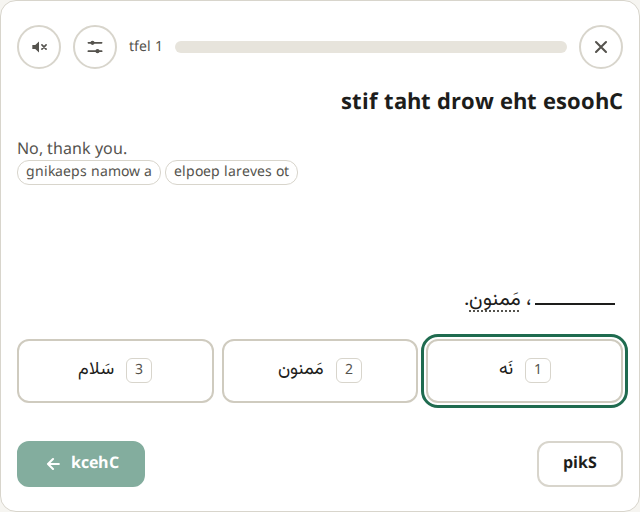 tfel 1
stif taht drow eht esoohC
No, thank you.
gnikaeps namow a
elpoep lareves ot
، مَمنون.
1 نَه
2 مَمنون
3 سَلام
kcehC
pikS